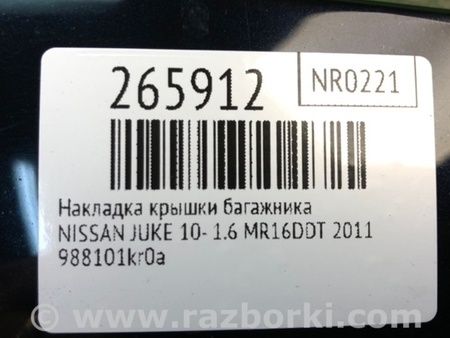 265912
NR0221
Накладка крышки багажника
NISSAN JUKE 10- 1.6 MR16DDT 2011
988101kr0a
© www.razborki.com